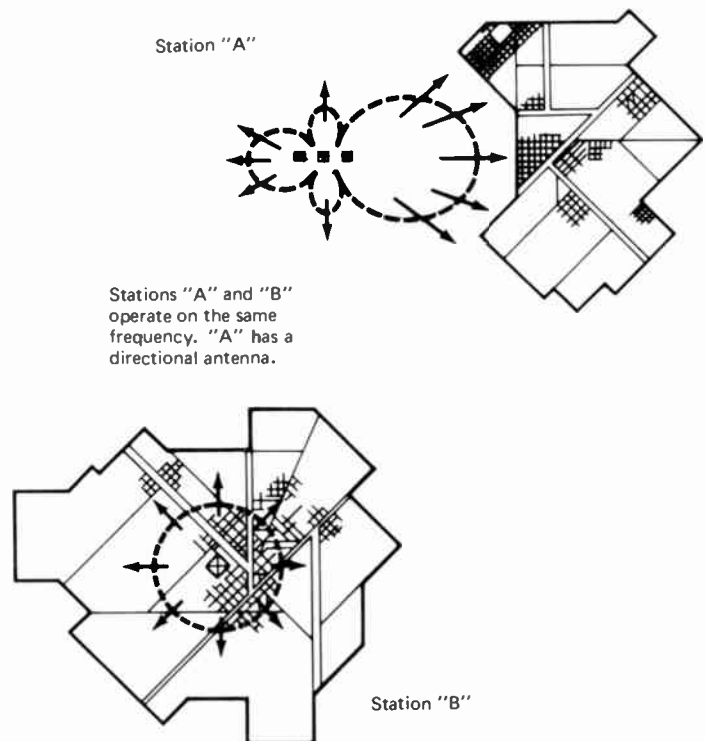 Station "A"
Stations "A" and "B"
operate on the same
frequency. "A" has a
directional antenna.
Station "B"